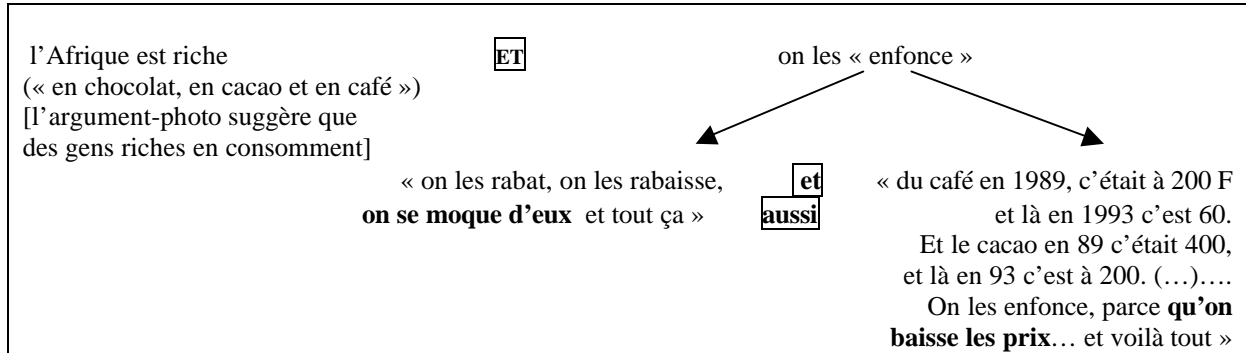 l’Afrique est riche ET on les « enfonce »
(« en chocolat, en cacao et en café »)
[l’argument-photo suggère que
des gens riches en consomment]
« on les rabat, on les rabaisse, et « du café en 1989, c’était à 200 F
on se moque d’eux et tout ça » aussi et là en 1993 c’est 60.
Et le cacao en 89 c’était 400,
et là en 93 c’est à 200. (…)….
On les enfonce, parce qu’on
baisse les prix… et voilà tout »